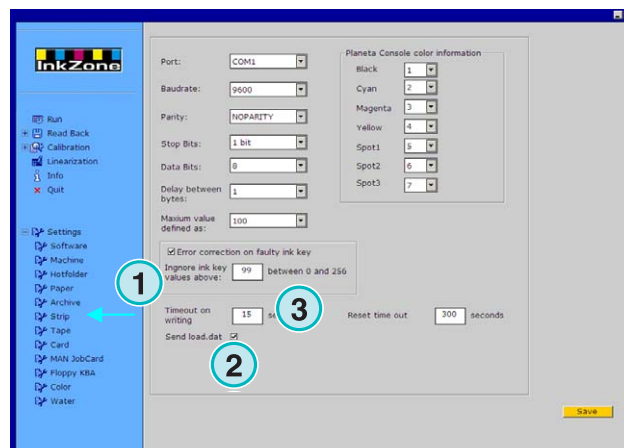 InkZone
Run
Read Back
Calibration
Linearization
Info
Quit
Settings
Software
Machine
Hotfolder
Paper
Archive
Strip
Tape
Card
MAN JobCard
Floppy KBA
Color
Water
1
Port: COM1
Baudrate: 9600
Parity: NOPARITY
Stop Bits: 1 bit
Data Bits: 8
Delay between bytes: 1
Maxium value defined as: 100
Error correction on faulty ink key
Ingnore ink key values above: 99 between 0 and 256
Timeout on writing 15 se
3
Reset time out 300 seconds
Send load.dat
2
Planeta Console color information
Black 1
Cyan 2
Magenta 3
Yellow 4
Spot1 5
Spot2 6
Spot3 7
Save